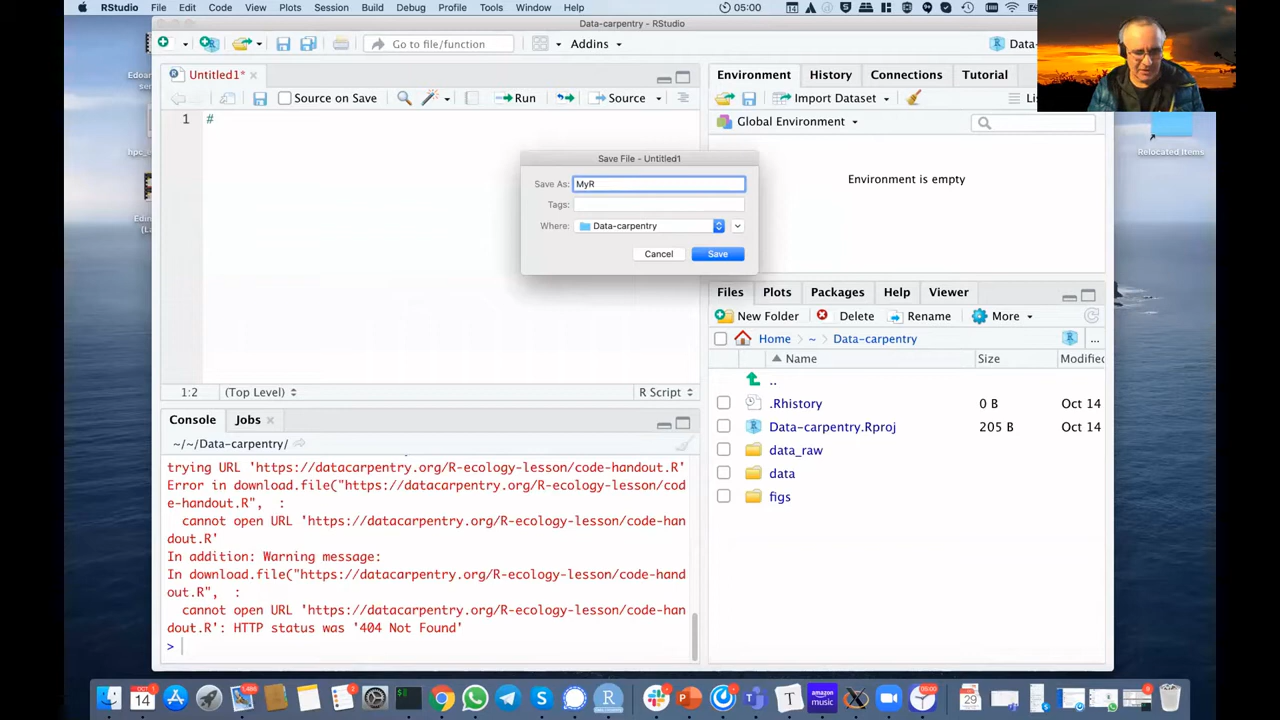 RStudio File Edit Code View Plots Session Build Debug Profile Tools Window Help 05:00
Data-carpentry - RStudio
Go to file/function Addins Data-
Untitled1*
Source on Save Run Source
1 #
1:2 (Top Level) R Script
Console Jobs
~/~/Data-carpentry/
trying URL 'https://datacarpentry.org/R-ecology-lesson/code-handout.R'
Error in download.file("https://datacarpentry.org/R-ecology-lesson/cod
e-handout.R", :
cannot open URL 'https://datacarpentry.org/R-ecology-lesson/code-han
dout.R'
In addition: Warning message:
In download.file("https://datacarpentry.org/R-ecology-lesson/code-hand
out.R", :
cannot open URL 'https://datacarpentry.org/R-ecology-lesson/code-han
dout.R': HTTP status was '404 Not Found'
>
Save File - Untitled1
Save As: MyR
Tags:
Where: Data-carpentry
Cancel Save
Environment History Connections Tutorial
Import Dataset
Global Environment
Environment is empty
Files Plots Packages Help Viewer
New Folder Delete Rename More
Home ~ Data-carpentry ...
Name Size Modified
..
.Rhistory 0 B Oct 14
Data-carpentry.Rproj 205 B Oct 14
data_raw
data
figs
Relocated Items